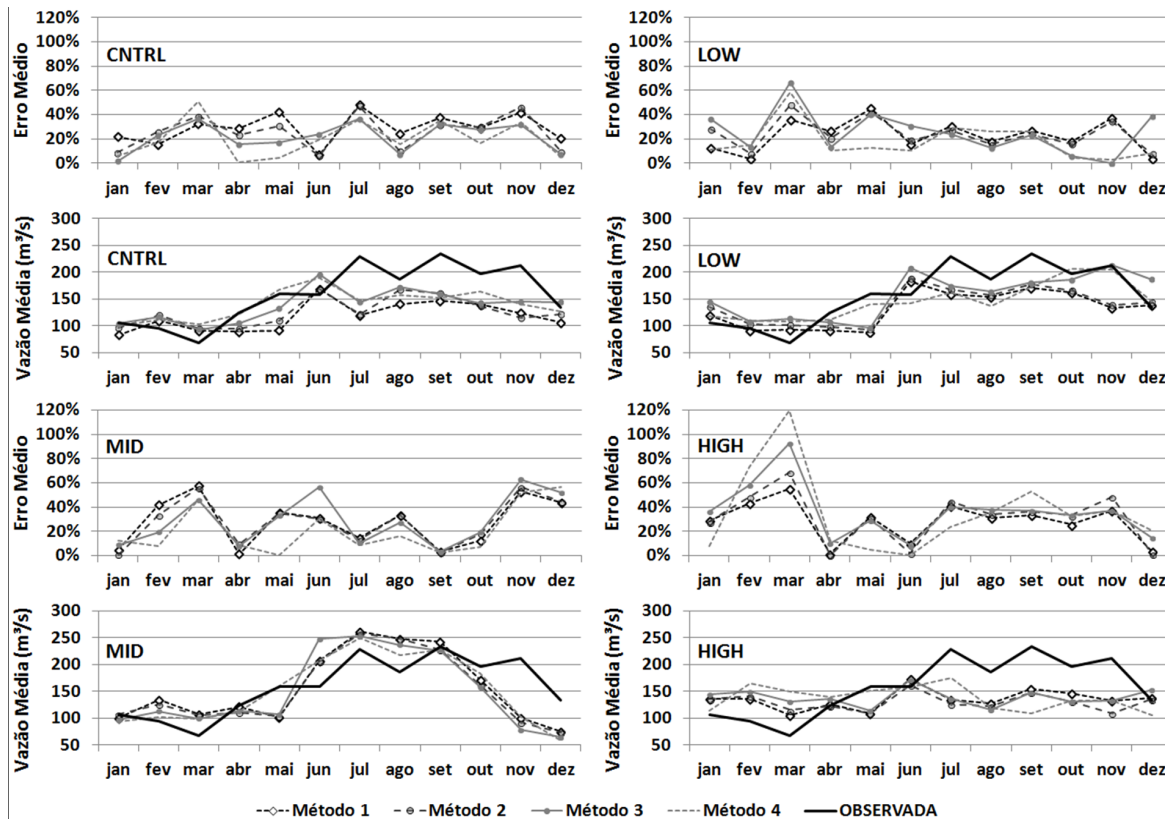 Erro Médio
120%
100%
80%
60%
40%
20%
0%
CNTRL
jan fev mar abr mai jun jul ago set out nov dez
Erro Médio
120%
100%
80%
60%
40%
20%
0%
LOW
jan fev mar abr mai jun jul ago set out nov dez
Vazão Média (m³/s)
300
250
200
150
100
50
CNTRL
jan fev mar abr mai jun jul ago set out nov dez
Vazão Média (m³/s)
300
250
200
150
100
50
LOW
jan fev mar abr mai jun jul ago set out nov dez
Erro Médio
120%
100%
80%
60%
40%
20%
0%
MID
jan fev mar abr mai jun jul ago set out nov dez
Erro Médio
120%
100%
80%
60%
40%
20%
0%
HIGH
jan fev mar abr mai jun jul ago set out nov dez
Vazão Média (m³/s)
300
250
200
150
100
50
MID
jan fev mar abr mai jun jul ago set out nov dez
Vazão Média (m³/s)
300
250
200
150
100
50
HIGH
jan fev mar abr mai jun jul ago set out nov dez
Método 1 Método 2 Método 3 Método 4 OBSERVADA